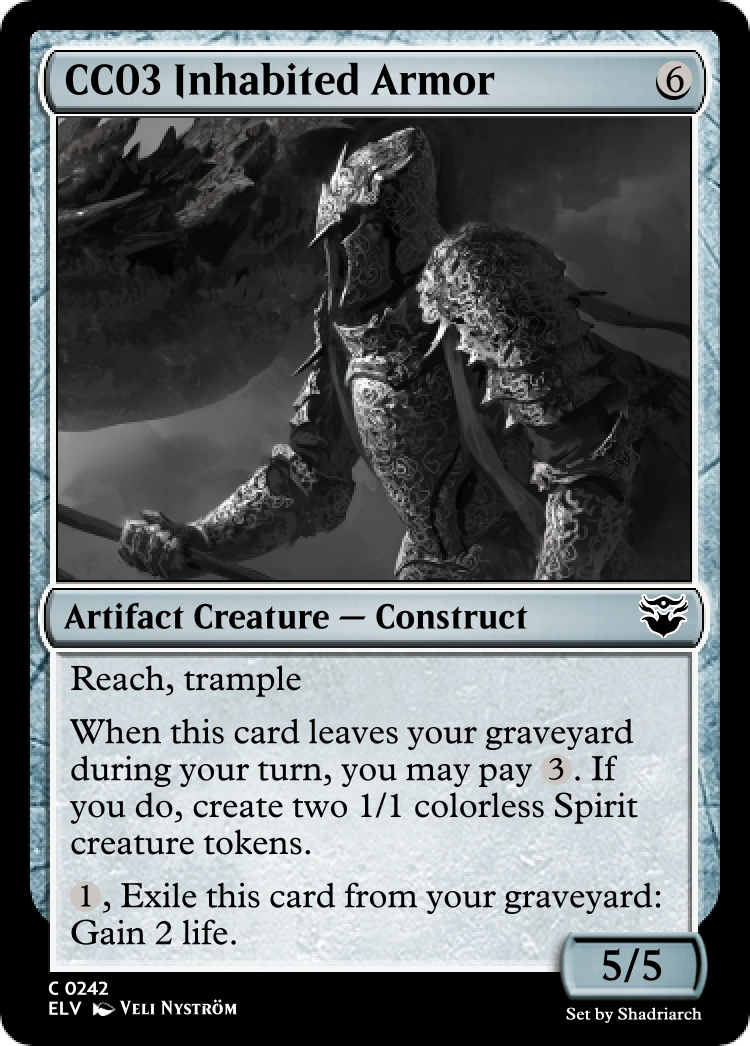 CC03 Inhabited Armor 6
Artifact Creature — Construct
Reach, trample
When this card leaves your graveyard
during your turn, you may pay 3. If
you do, create two 1/1 colorless Spirit
creature tokens.
1, Exile this card from your graveyard:
Gain 2 life.
5/5
C 0242
ELV Veli Nyström
Set by Shadriarch